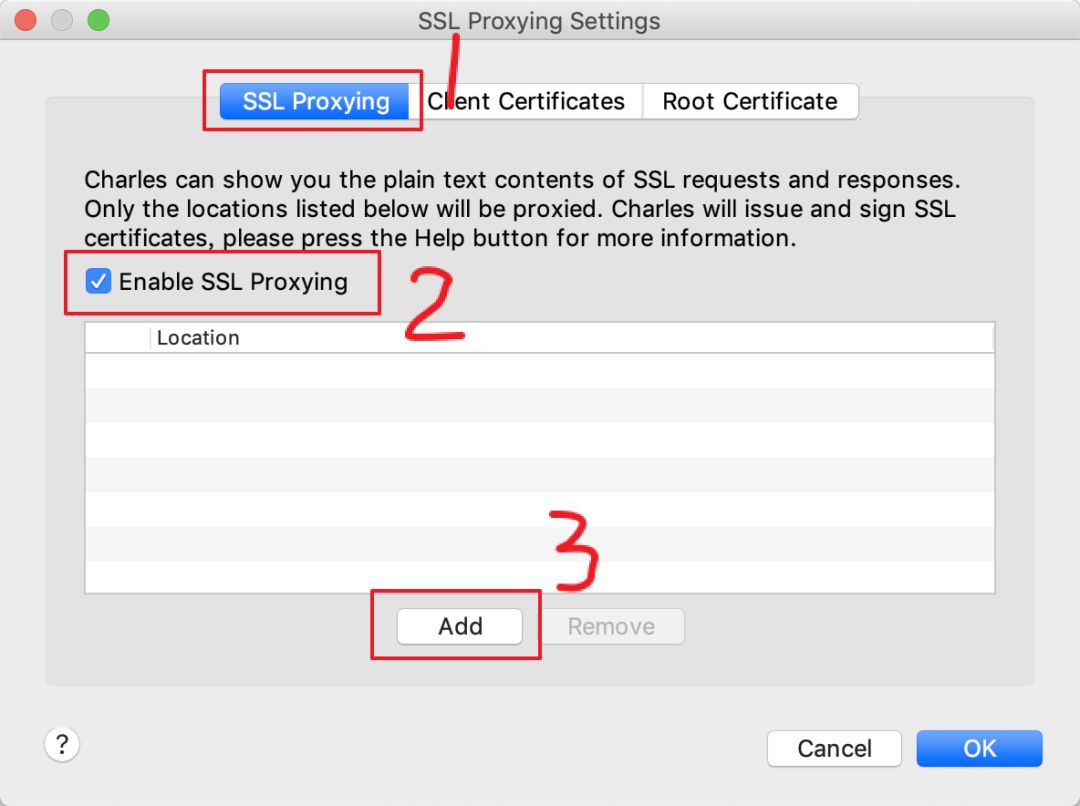 SSL Proxying Settings
1
SSL Proxying Client Certificates Root Certificate
Charles can show you the plain text contents of SSL requests and responses.
Only the locations listed below will be proxied. Charles will issue and sign SSL
certificates, please press the Help button for more information.
Enable SSL Proxying 2
Location
3
Add Remove
? Cancel OK